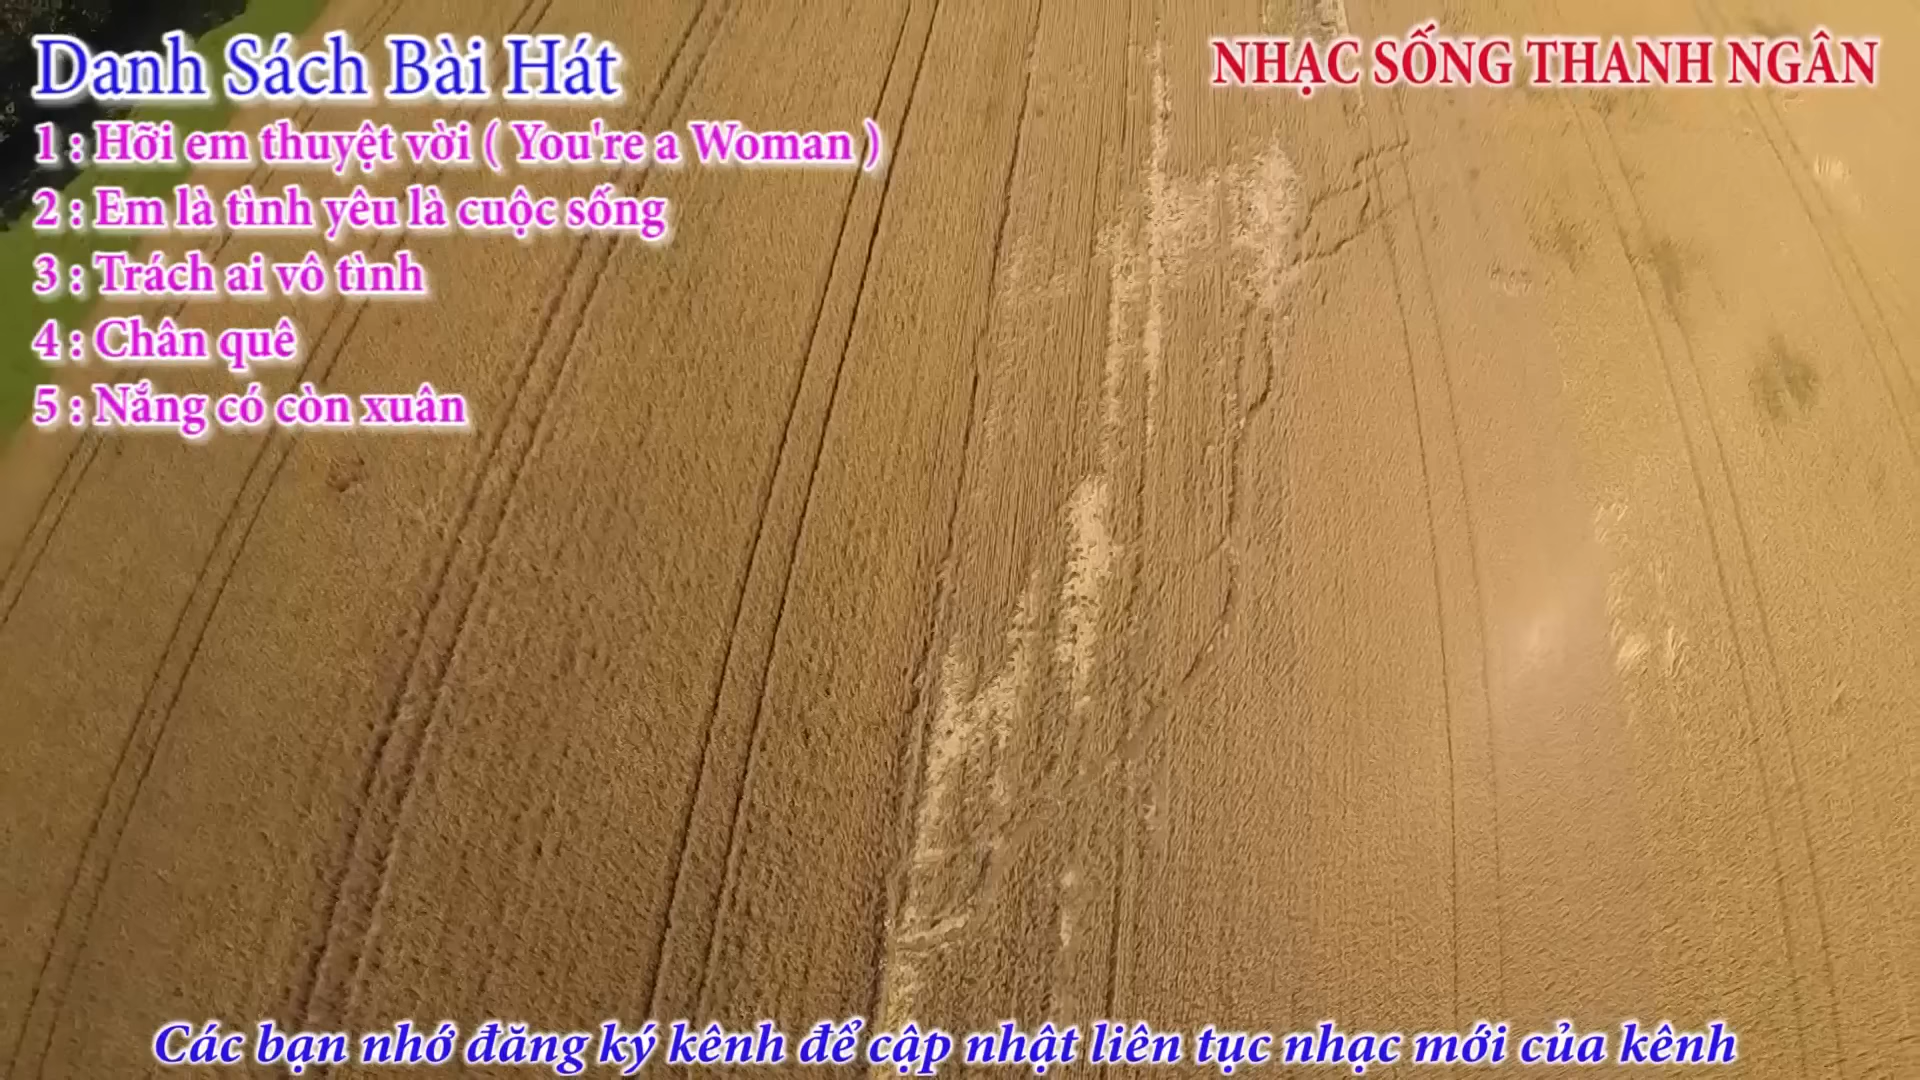 Danh Sách Bài Hát
NHẠC SỐNG THANH NGÂN
1 : Hỡi em thuyệt vời ( You're a Woman )
2 : Em là tình yêu là cuộc sống
3 : Trách ai vô tình
4 : Chân quê
5 : Nắng có còn xuân
Các bạn nhớ đăng ký kênh để cập nhật liên tục nhạc mới của kênh